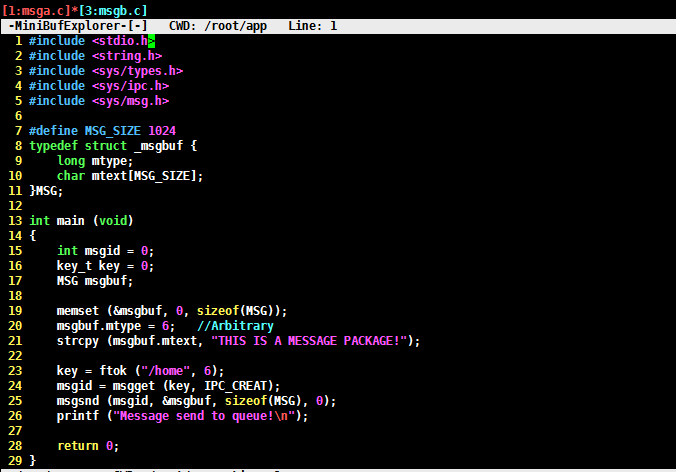 [1:msga.c]*[3:msgb.c]
-MiniBufExplorer-[-]   CWD: /root/app   Line: 1
1 #include <stdio.h>
2 #include <string.h>
3 #include <sys/types.h>
4 #include <sys/ipc.h>
5 #include <sys/msg.h>
6
7 #define MSG_SIZE 1024
8 typedef struct _msgbuf {
9     long mtype;
10     char mtext[MSG_SIZE];
11 }MSG;
12
13 int main (void)
14 {
15     int msgid = 0;
16     key_t key = 0;
17     MSG msgbuf;
18
19     memset (&msgbuf, 0, sizeof(MSG));
20     msgbuf.mtype = 6;   //Arbitrary
21     strcpy (msgbuf.mtext, "THIS IS A MESSAGE PACKAGE!");
22
23     key = ftok ("/home", 6);
24     msgid = msgget (key, IPC_CREAT);
25     msgsnd (msgid, &msgbuf, sizeof(MSG), 0);
26     printf ("Message send to queue!\n");
27
28     return 0;
29 }